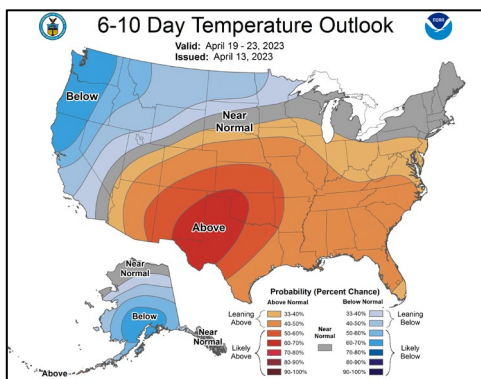 6-10 Day Temperature Outlook
Valid: April 19 - 23, 2023
Issued: April 13, 2023
NOAA
Below
Near
Normal
Above
Near
Normal
Below
Near
Normal
Above
Probability (Percent Chance)
Above Normal Below Normal
Leaning
Above
33-40%
40-50%
Likely
Above
50-60%
60-70%
70-80%
80-90%
90-100%
Near
Normal
33-40%
40-50%
Leaning
Below
50-60%
60-70%
70-80%
80-90%
90-100%
Likely
Below